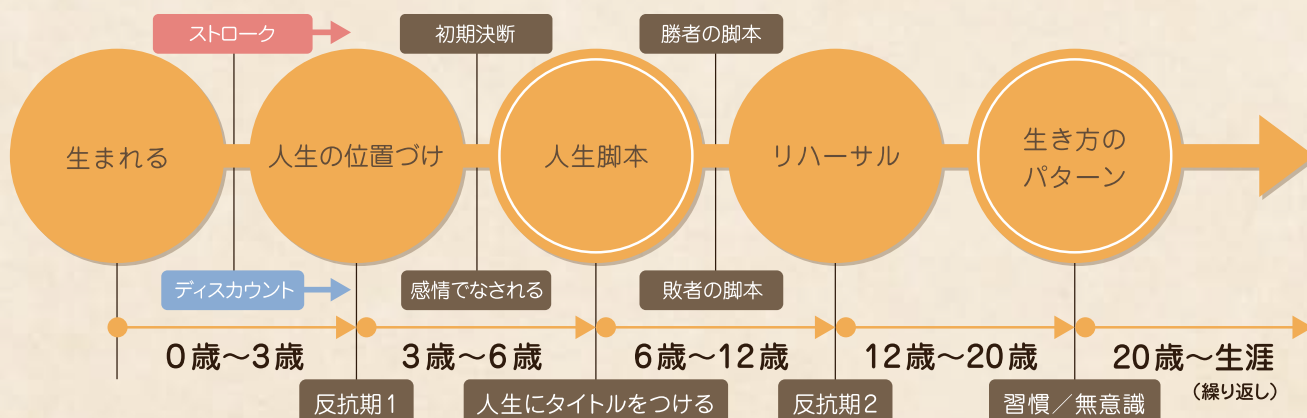 ストローク
初期決断
勝者の脚本
生まれる
人生の位置づけ
人生脚本
リハーサル
生き方の
パターン
ディスカウント
感情でなされる
敗者の脚本
0歳〜3歳
3歳〜6歳
6歳〜12歳
12歳〜20歳
20歳〜生涯
(繰り返し)
反抗期1
人生にタイトルをつける
反抗期2
習慣/無意識